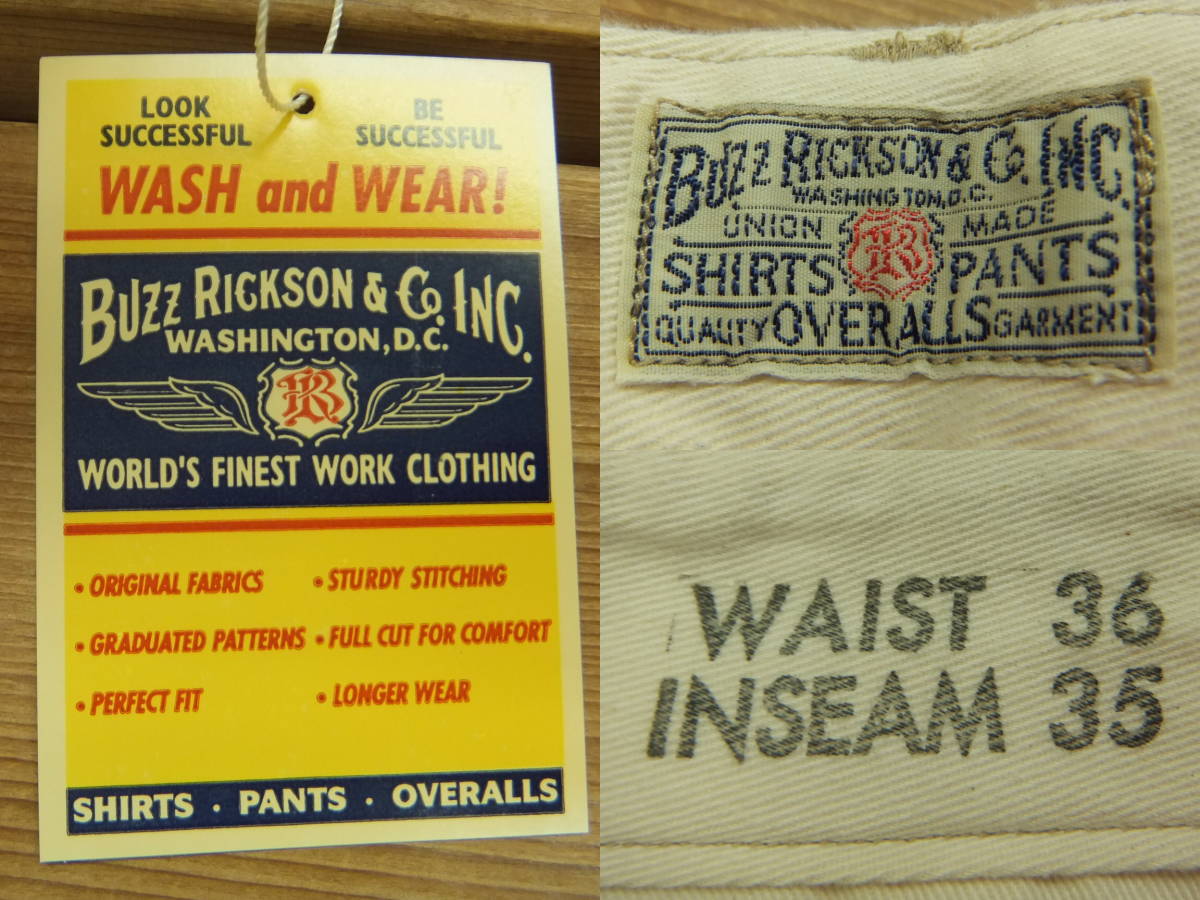 LOOK SUCCESSFUL
BE SUCCESSFUL
WASH and WEAR!
BUZZ RICKSON & CO. INC.
WASHINGTON, D.C.
BR
WORLD'S FINEST WORK CLOTHING
• ORIGINAL FABRICS
• STURDY STITCHING
• GRADUATED PATTERNS
• FULL CUT FOR COMFORT
• PERFECT FIT
• LONGER WEAR
SHIRTS · PANTS · OVERALLS
BUZZ RICKSON & CO. INC.
WASHINGTON, D.C.
UNION MADE
BR
SHIRTS PANTS
QUALITY OVERALLS GARMENT
WAIST 36
INSEAM 35